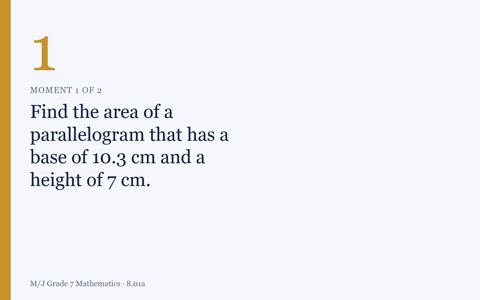 1
MOMENT 1 OF 2
Find the area of a
parallelogram that has a
base of 10.3 cm and a
height of 7 cm.
M/J Grade 7 Mathematics · 8.01a